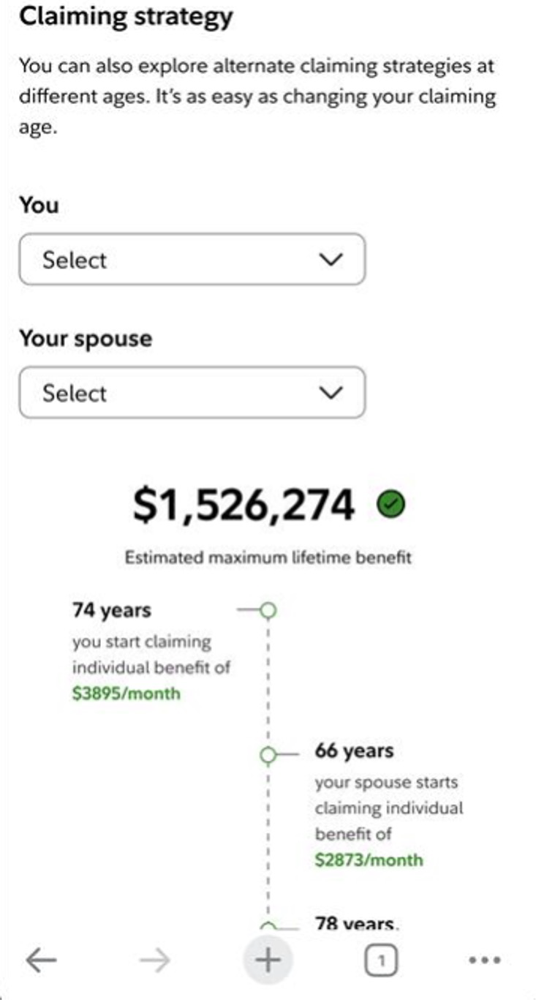 Claiming strategy
You can also explore alternate claiming strategies at
different ages. It's as easy as changing your claiming
age.
You
Select
Your spouse
Select
$1,526,274
Estimated maximum lifetime benefit
74 years
you start claiming
individual benefit of
$3895/month
66 years
your spouse starts
claiming individual
benefit of
$2873/month
78 years,
1